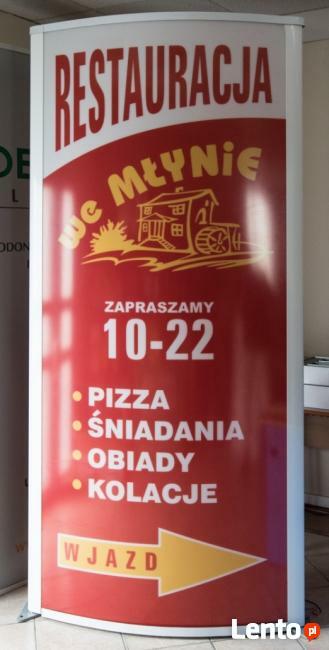 RESTAURACJA
We MŁYNiE
ZAPRASZAMY
10-22
• PIZZA
• ŚNIADANIA
• OBIADY
• KOLACJE
WJAZD
Lento.pl